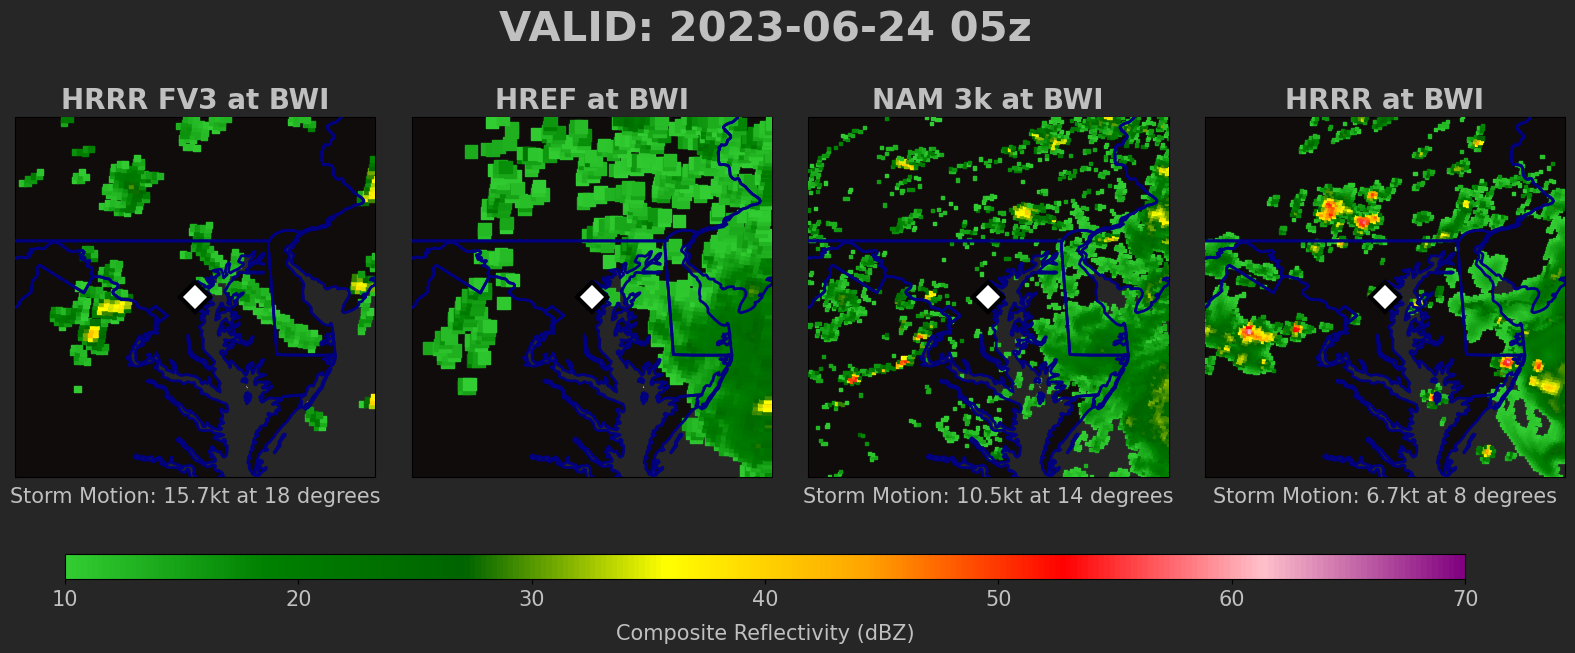 VALID: 2023-06-24 05z
HRRR FV3 at BWI
HREF at BWI
NAM 3k at BWI
HRRR at BWI
Storm Motion: 15.7kt at 18 degrees
Storm Motion: 10.5kt at 14 degrees
Storm Motion: 6.7kt at 8 degrees
10 20 30 40 50 60 70
Composite Reflectivity (dBZ)